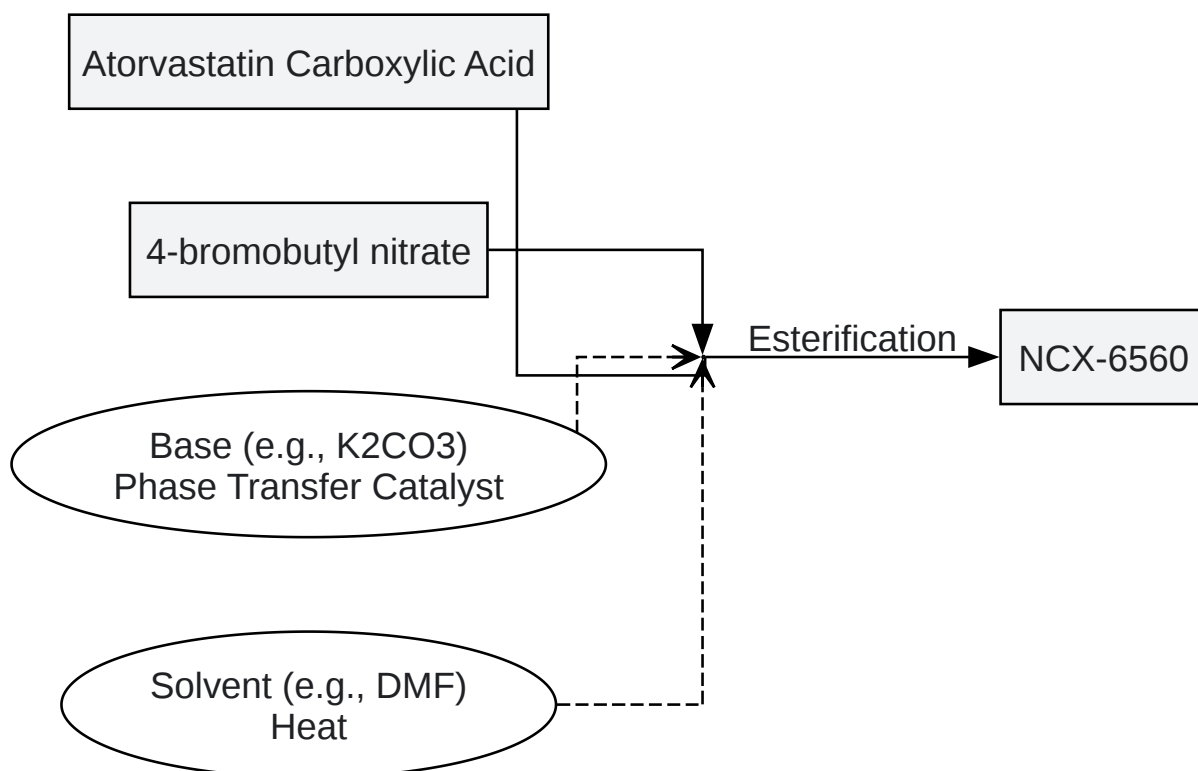 Atorvastatin Carboxylic Acid
4-bromobutyl nitrate
Esterification
NCX-6560
Base (e.g., K2CO3)
Phase Transfer Catalyst
Solvent (e.g., DMF)
Heat